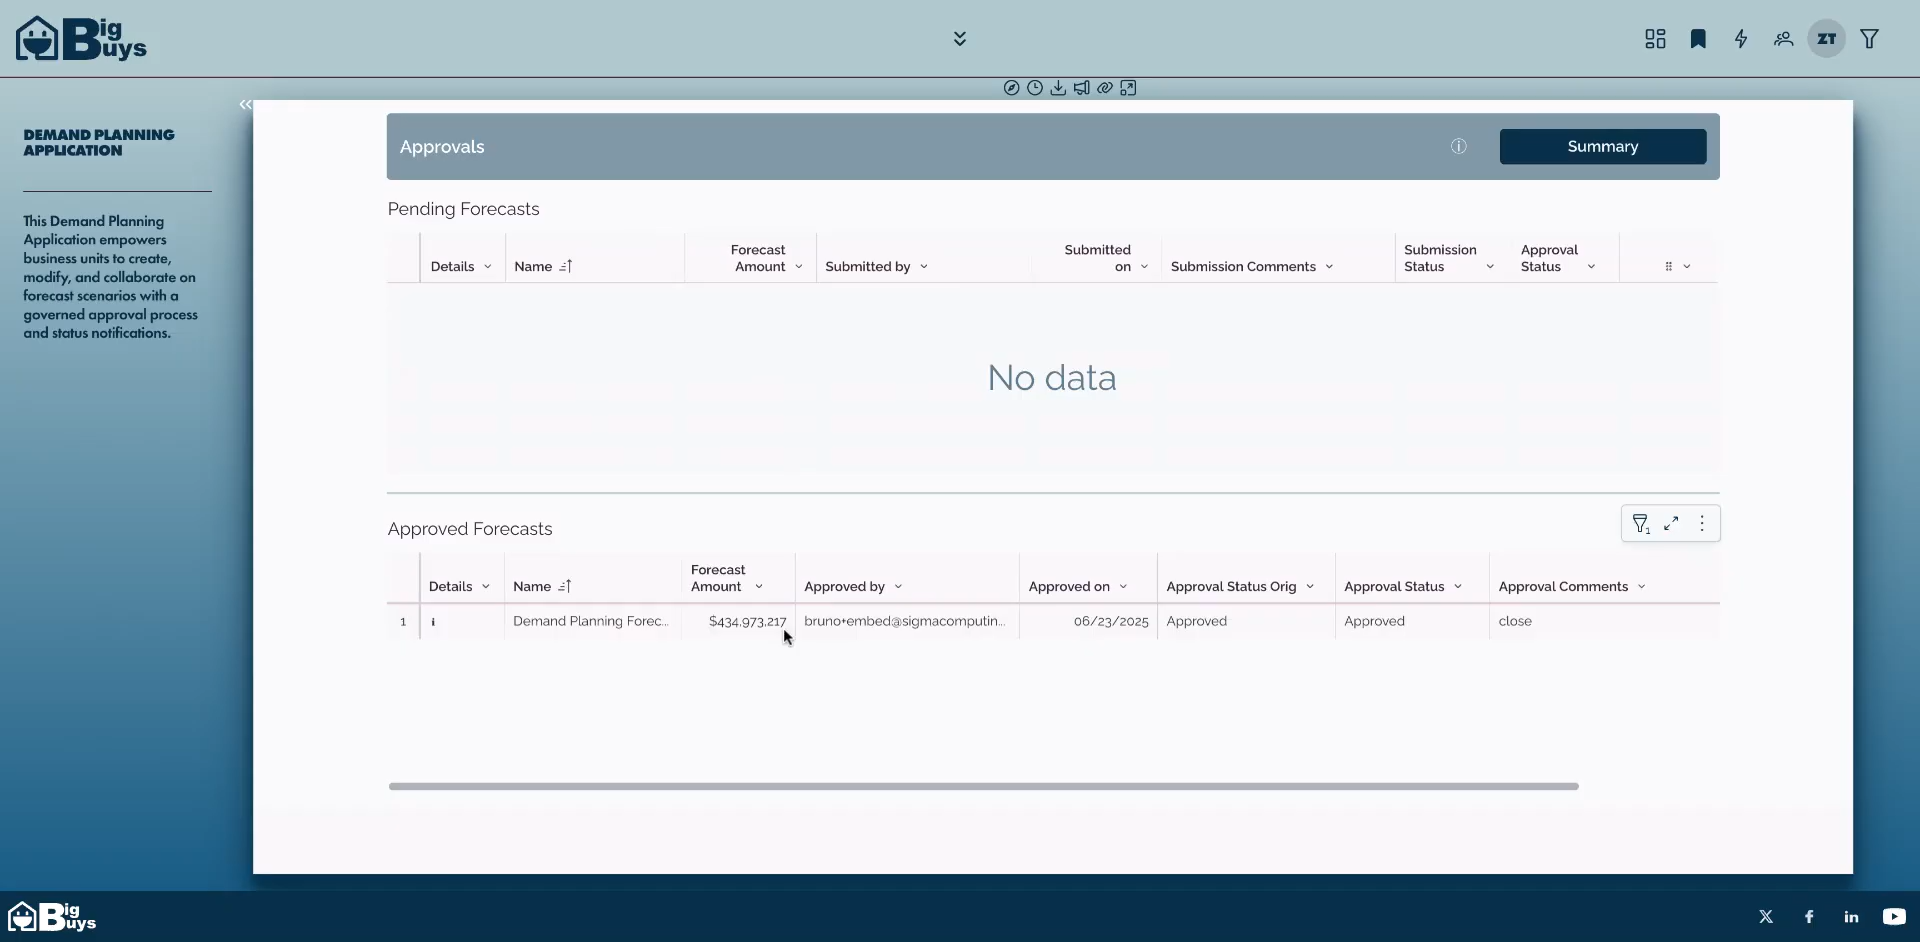 Big
Buys
ZT
DEMAND PLANNING
APPLICATION
This Demand Planning
Application empowers
business units to create,
modify, and collaborate on
forecast scenarios with a
governed approval process
and status notifications.
Approvals
Summary
Pending Forecasts
Details
Name
Forecast
Amount
Submitted by
Submitted
on
Submission Comments
Submission
Status
Approval
Status
No data
Approved Forecasts
1
Details
Name
Forecast
Amount
Approved by
Approved on
Approval Status Orig
Approval Status
Approval Comments
1
i
Demand Planning Forec...
$434,973,217
bruno+embed@sigmacomputin...
06/23/2025
Approved
Approved
close
Big
Buys